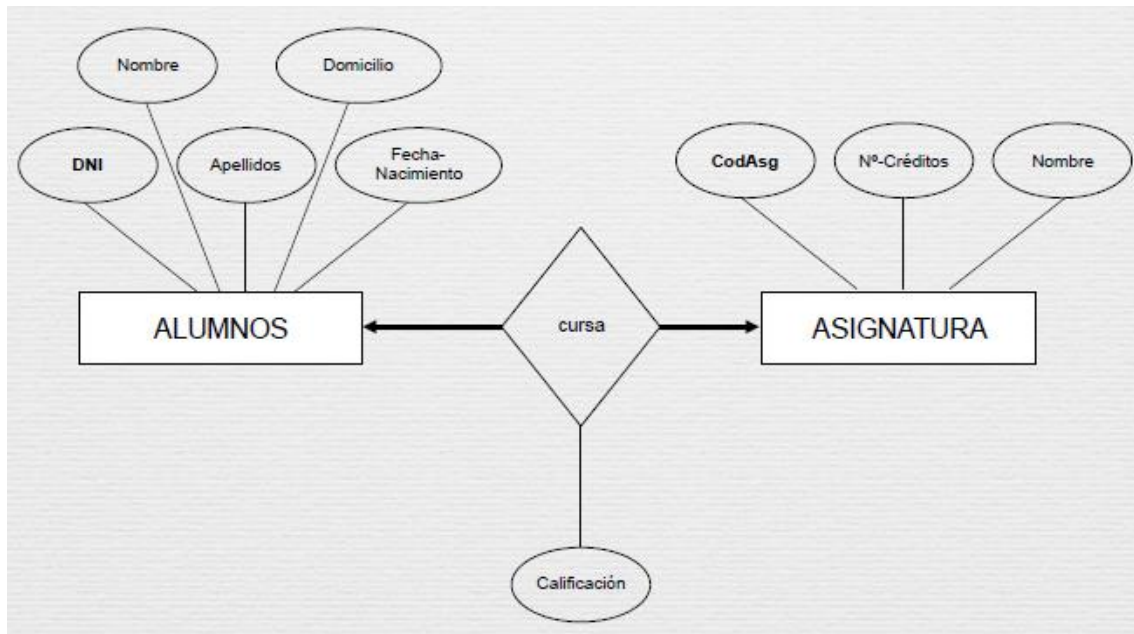 Nombre
Domicilio
DNI
Apellidos
Fecha-
Nacimiento
CodAsg
Nº-Créditos
Nombre
ALUMNOS
cursa
ASIGNATURA
Calificación